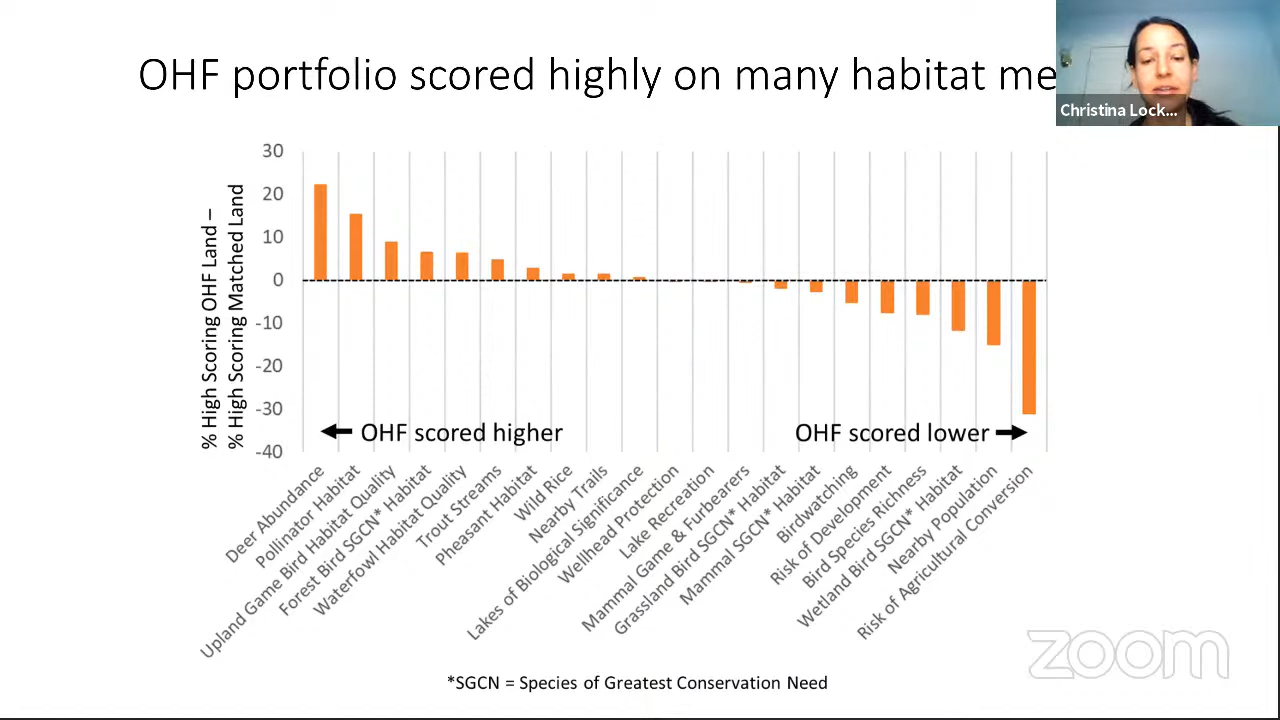 OHF portfolio scored highly on many habitat me
Christina Lock...
% High Scoring OHF Land –
% High Scoring Matched Land
30
20
10
0
-10
-20
-30
-40
OHF scored higher
OHF scored lower
Deer Abundance
Pollinator Habitat
Upland Game Bird Habitat Quality
Forest Bird SGCN* Habitat
Waterfowl Habitat Quality
Trout Streams
Pheasant Habitat
Wild Rice
Nearby Trails
Lakes of Biological Significance
Wellhead Protection
Lake Recreation
Mammal Game & Furbearers
Grassland Bird SGCN* Habitat
Mammal SGCN* Habitat
Birdwatching
Risk of Development
Bird Species Richness
Wetland Bird SGCN* Habitat
Nearby Population
Risk of Agricultural Conversion
zoom
*SGCN = Species of Greatest Conservation Need